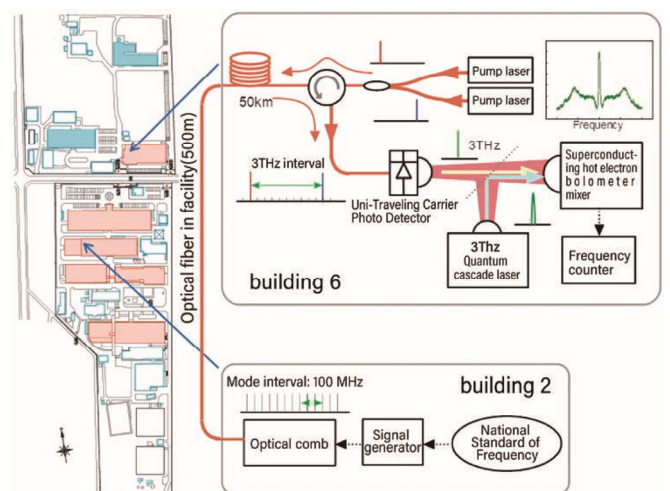 Optical fiber in facility(500m)
50km
Pump laser
Pump laser
Frequency
3THz interval
Uni-Traveling Carrier
Photo Detector
3THz
Superconduct-
ing hot electron
bolometer
mixer
3Thz
Quantum
cascade laser
Frequency
counter
building 6
building 2
Mode interval: 100 MHz
Optical comb
Signal
generator
National
Standard of
Frequency